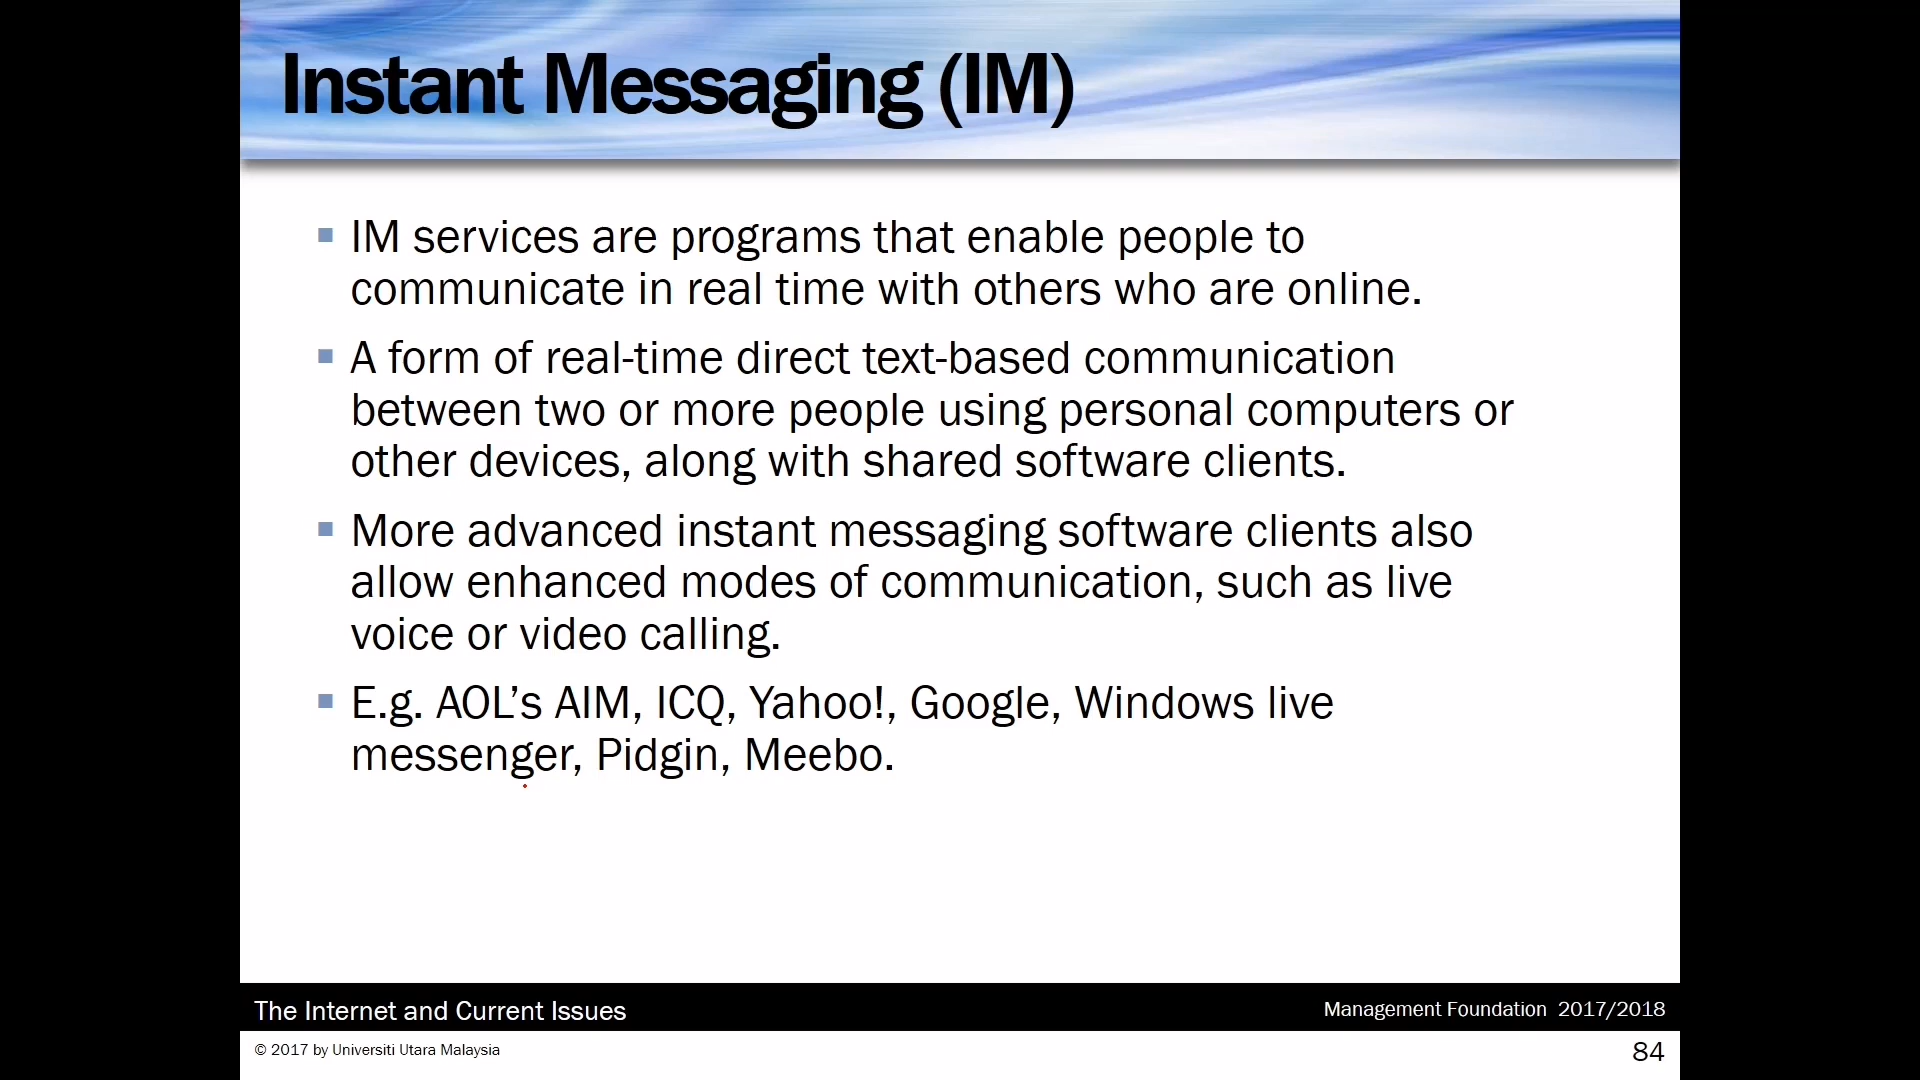 Instant Messaging (IM)
IM services are programs that enable people to
communicate in real time with others who are online.
A form of real-time direct text-based communication
between two or more people using personal computers or
other devices, along with shared software clients.
More advanced instant messaging software clients also
allow enhanced modes of communication, such as live
voice or video calling.
E.g. AOL’s AIM, ICQ, Yahoo!, Google, Windows live
messenger, Pidgin, Meebo.
The Internet and Current Issues
Management Foundation 2017/2018
© 2017 by Universiti Utara Malaysia
84